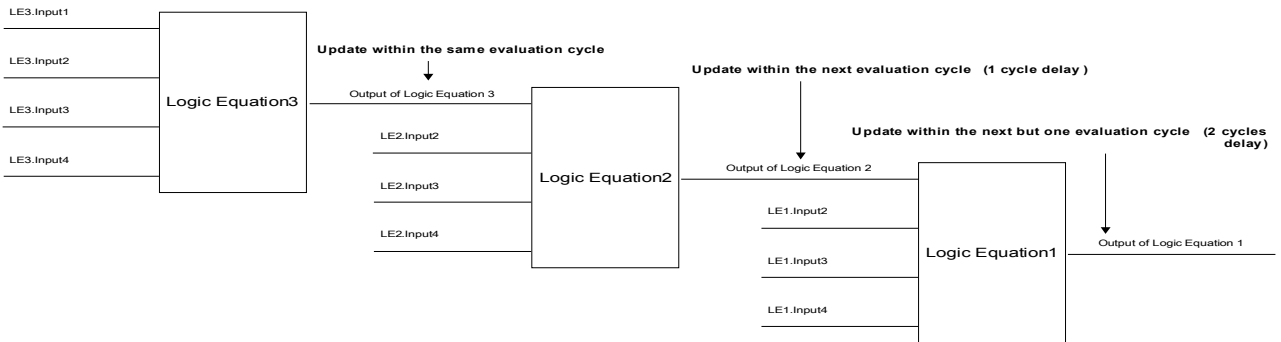 LE3.Input1
LE3.Input2
LE3.Input3
LE3.Input4
Logic Equation3
Update within the same evaluation cycle
Output of Logic Equation 3
LE2.Input2
LE2.Input3
LE2.Input4
Logic Equation2
Update within the next evaluation cycle (1 cycle delay )
Output of Logic Equation 2
LE1.Input2
LE1.Input3
LE1.Input4
Logic Equation1
Update within the next but one evaluation cycle (2 cycles
delay)
Output of Logic Equation 1